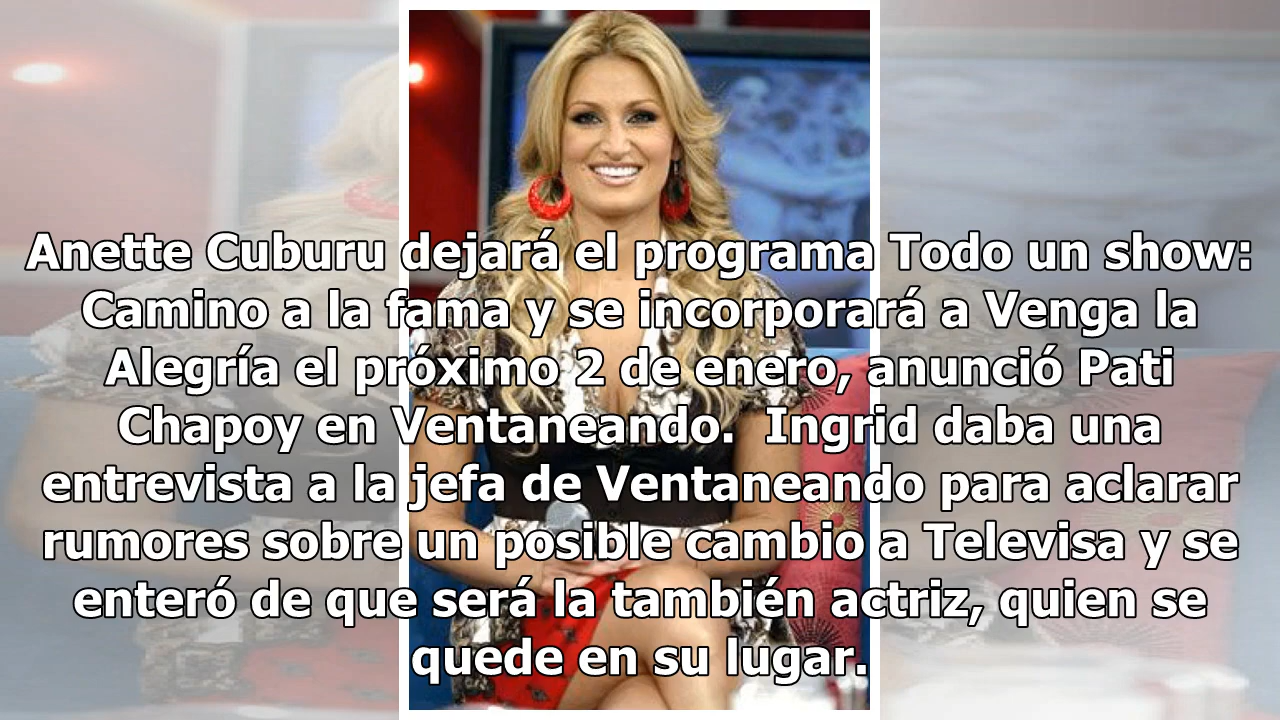 Anette Cuburu dejará el programa Todo un show:
Camino a la fama y se incorporará a Venga la
Alegría el próximo 2 de enero, anunció Pati
Chapoy en Ventaneando.  Ingrid daba una
entrevista a la jefa de Ventaneando para aclarar
rumores sobre un posible cambio a Televisa y se
enteró de que será la también actriz, quien se
quede en su lugar.